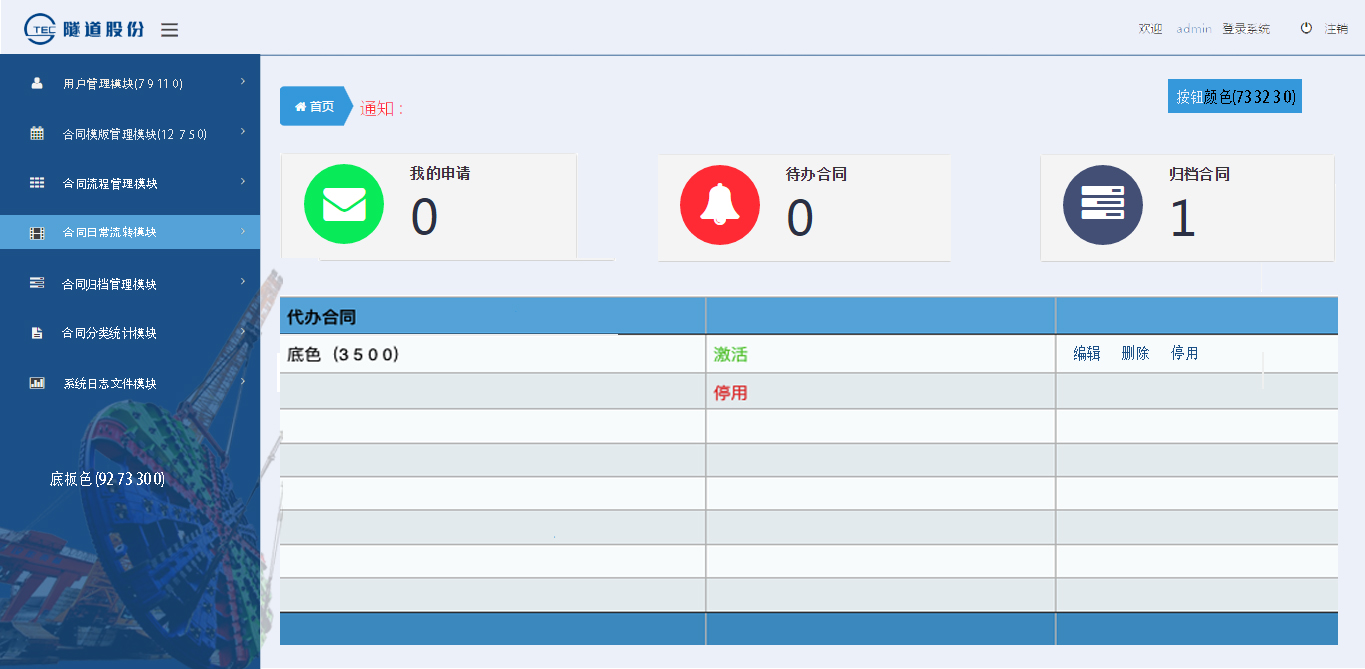 TEC 隧道股份
欢迎 admin 登录系统 注销
用户管理模块(7 9 11 0)
合同模版管理模块(12 7 5 0)
合同流程管理模块
合同日常流转模块
合同归档管理模块
合同分类统计模块
系统日志文件模块
底板色(92 73 30 0)
首页
通知：
按钮颜色(73 32 3 0)
我的申请
0
待办合同
0
归档合同
1
代办合同
底色（3 5 0 0） 激活 编辑 删除 停用
停用